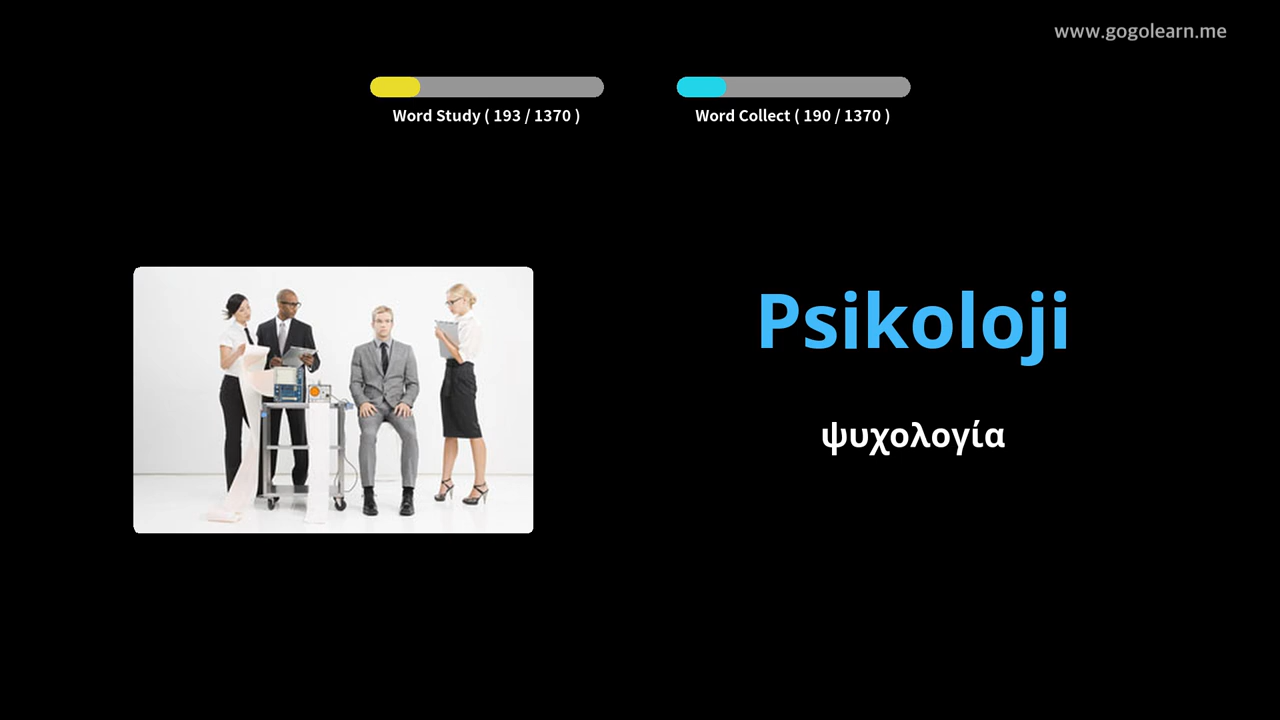 www.gogolearn.me
Word Study ( 193 / 1370 )
Word Collect ( 190 / 1370 )
Psikoloji
ψυχολογία